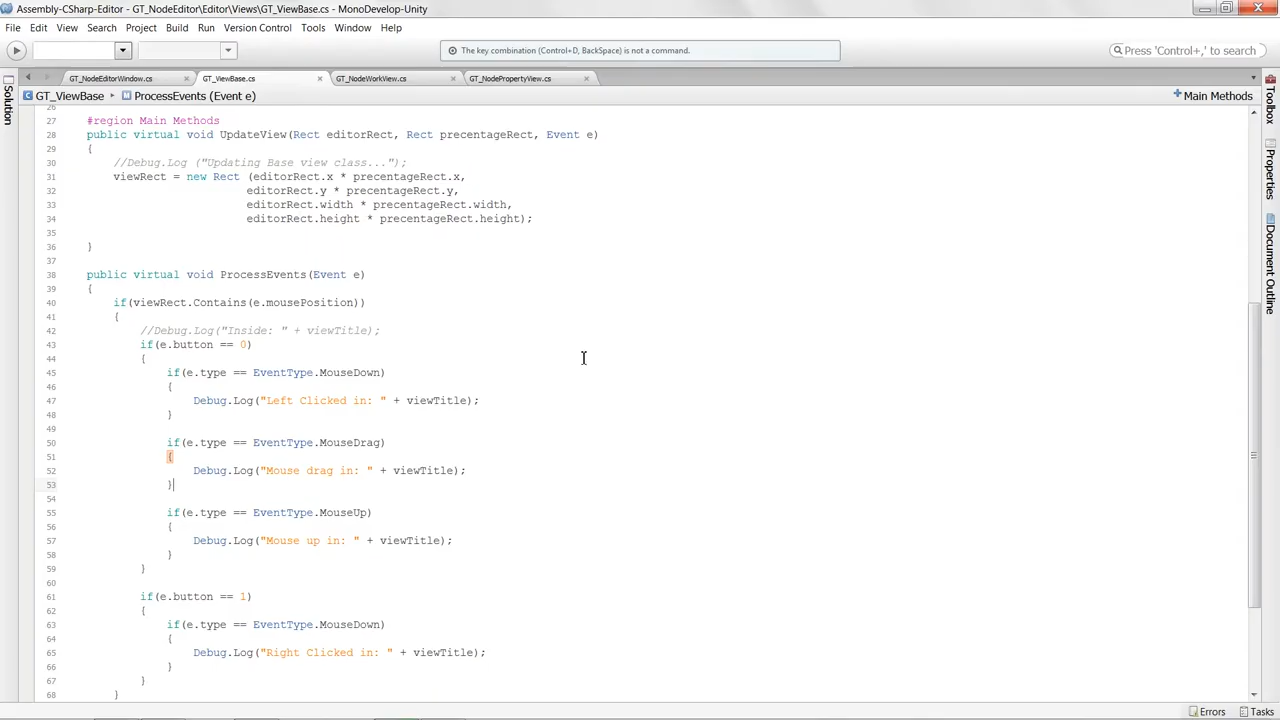 Assembly-CSharp-Editor - GT_NodeEditor\Editor\Views\GT_ViewBase.cs - MonoDevelop-Unity
File Edit View Search Project Build Run Version Control Tools Window Help
The key combination (Control+D, BackSpace) is not a command.
Press 'Control+,' to search
GT_NodeEditorWindow.cs GT_ViewBase.cs GT_NodeWorkView.cs GT_NodePropertyView.cs
GT_ViewBase ProcessEvents (Event e) Main Methods
Solution
Toolbox
Properties
Document Outline
26
27 #region Main Methods
28 public virtual void UpdateView(Rect editorRect, Rect precentageRect, Event e)
29 {
30 //Debug.Log ("Updating Base view class...");
31 viewRect = new Rect (editorRect.x * precentageRect.x,
32 editorRect.y * precentageRect.y,
33 editorRect.width * precentageRect.width,
34 editorRect.height * precentageRect.height);
35
36 }
37
38 public virtual void ProcessEvents(Event e)
39 {
40 if(viewRect.Contains(e.mousePosition))
41 {
42 //Debug.Log("Inside: " + viewTitle);
43 if(e.button == 0)
44 {
45 if(e.type == EventType.MouseDown)
46 {
47 Debug.Log("Left Clicked in: " + viewTitle);
48 }
49
50 if(e.type == EventType.MouseDrag)
51 {
52 Debug.Log("Mouse drag in: " + viewTitle);
53 }
54
55 if(e.type == EventType.MouseUp)
56 {
57 Debug.Log("Mouse up in: " + viewTitle);
58 }
59 }
60
61 if(e.button == 1)
62 {
63 if(e.type == EventType.MouseDown)
64 {
65 Debug.Log("Right Clicked in: " + viewTitle);
66 }
67 }
68 }
Errors Tasks